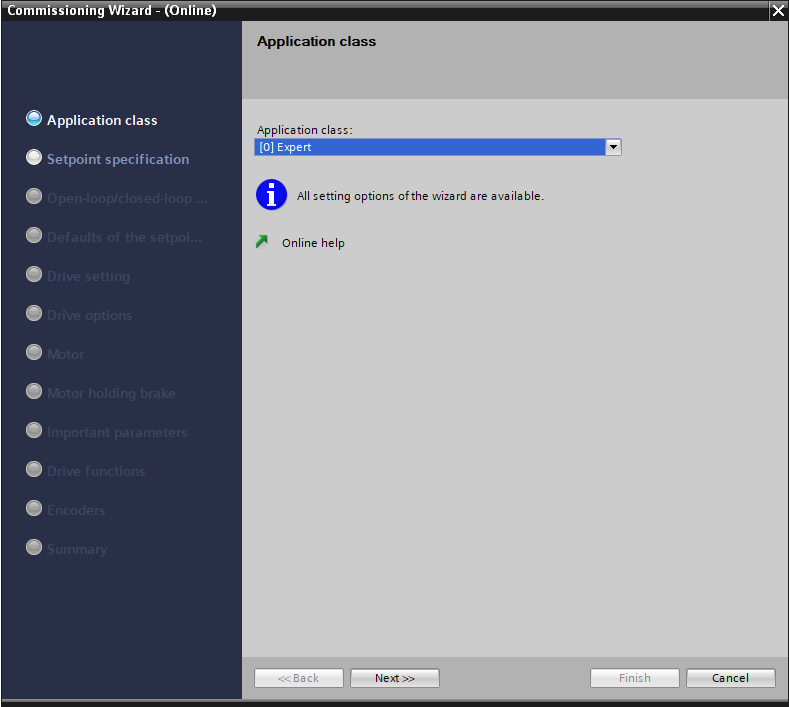 Commissioning Wizard - (Online)
Application class
Application class
Setpoint specification
Open-loop/closed-loop ...
Defaults of the setpoi...
Drive setting
Drive options
Motor
Motor holding brake
Important parameters
Drive functions
Encoders
Summary
Application class:
[0] Expert
All setting options of the wizard are available.
Online help
<< Back
Next >>
Finish
Cancel